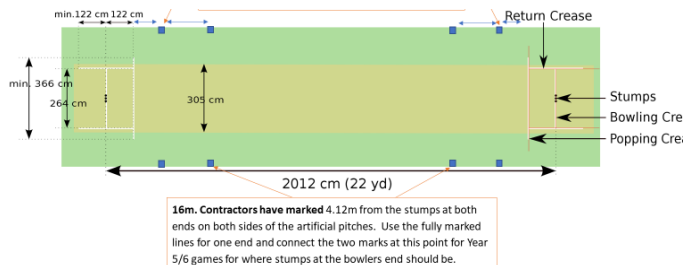 min.122 cm 122 cm
Return Crease
min. 366 cm
264 cm
305 cm
Stumps
Bowling Cre
Popping Crea
2012 cm (22 yd)
16m. Contractors have marked 4.12m from the stumps at both
ends on both sides of the artificial pitches. Use the fully marked
lines for one end and connect the two marks at this point for Year
5/6 games for where stumps at the bowlers end should be.